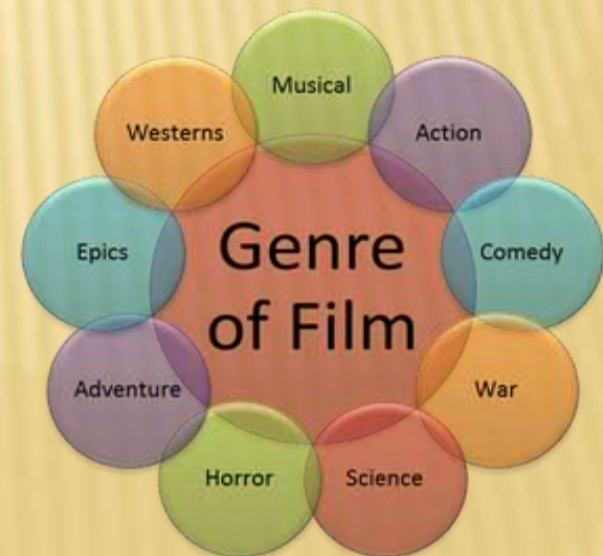 Genre
of Film
Musical
Action
Comedy
War
Science
Horror
Adventure
Epics
Westerns